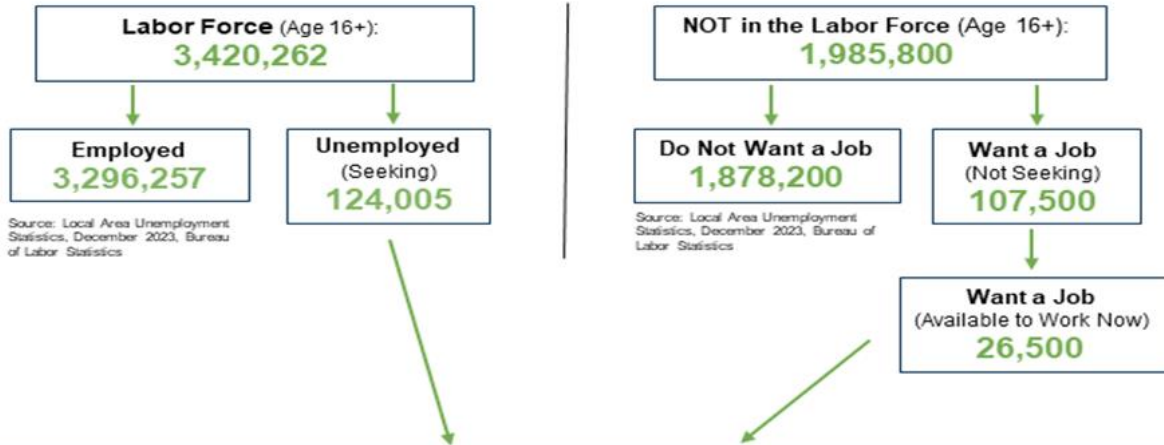 Labor Force (Age 16+):
3,420,262
Employed
3,296,257
Unemployed
(Seeking)
124,005
Source: Local Area Unemployment
Statistics, December 2023, Bureau
of Labor Statistics
NOT in the Labor Force (Age 16+):
1,985,800
Do Not Want a Job
1,878,200
Want a Job
(Not Seeking)
107,500
Source: Local Area Unemployment
Statistics, December 2023, Bureau of
Labor Statistics
Want a Job
(Available to Work Now)
26,500